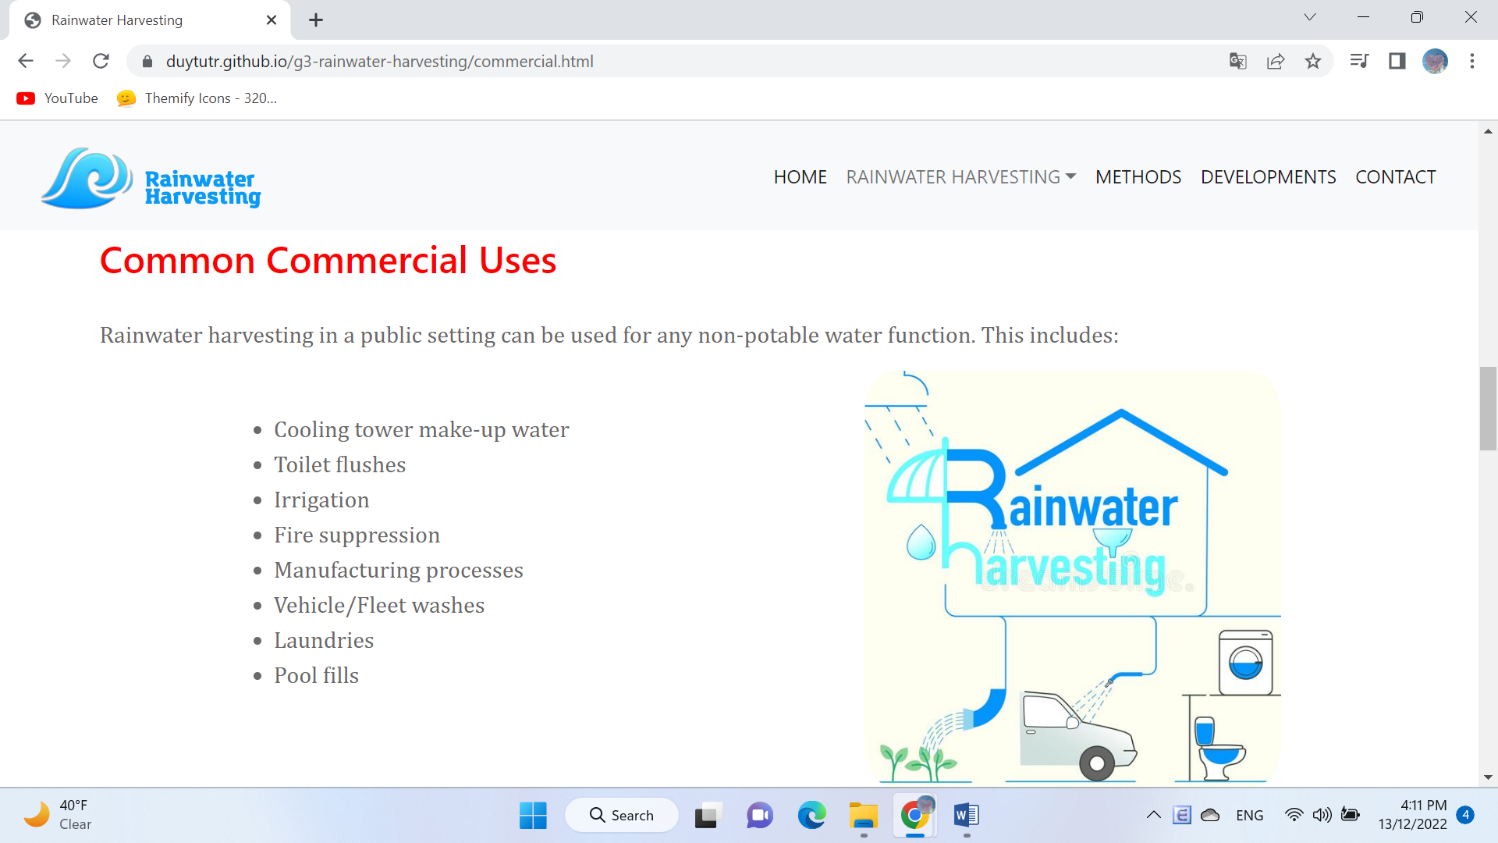 Rainwater Harvesting
duytutr.github.io/g3-rainwater-harvesting/commercial.html
YouTube Themify Icons - 320...
Rainwater
Harvesting
HOME RAINWATER HARVESTING METHODS DEVELOPMENTS CONTACT
Common Commercial Uses
Rainwater harvesting in a public setting can be used for any non-potable water function. This includes:
• Cooling tower make-up water
• Toilet flushes
• Irrigation
• Fire suppression
• Manufacturing processes
• Vehicle/Fleet washes
• Laundries
• Pool fills
Rainwater
harvesting
40°F
Clear
Search
ENG
4:11 PM
13/12/2022
4